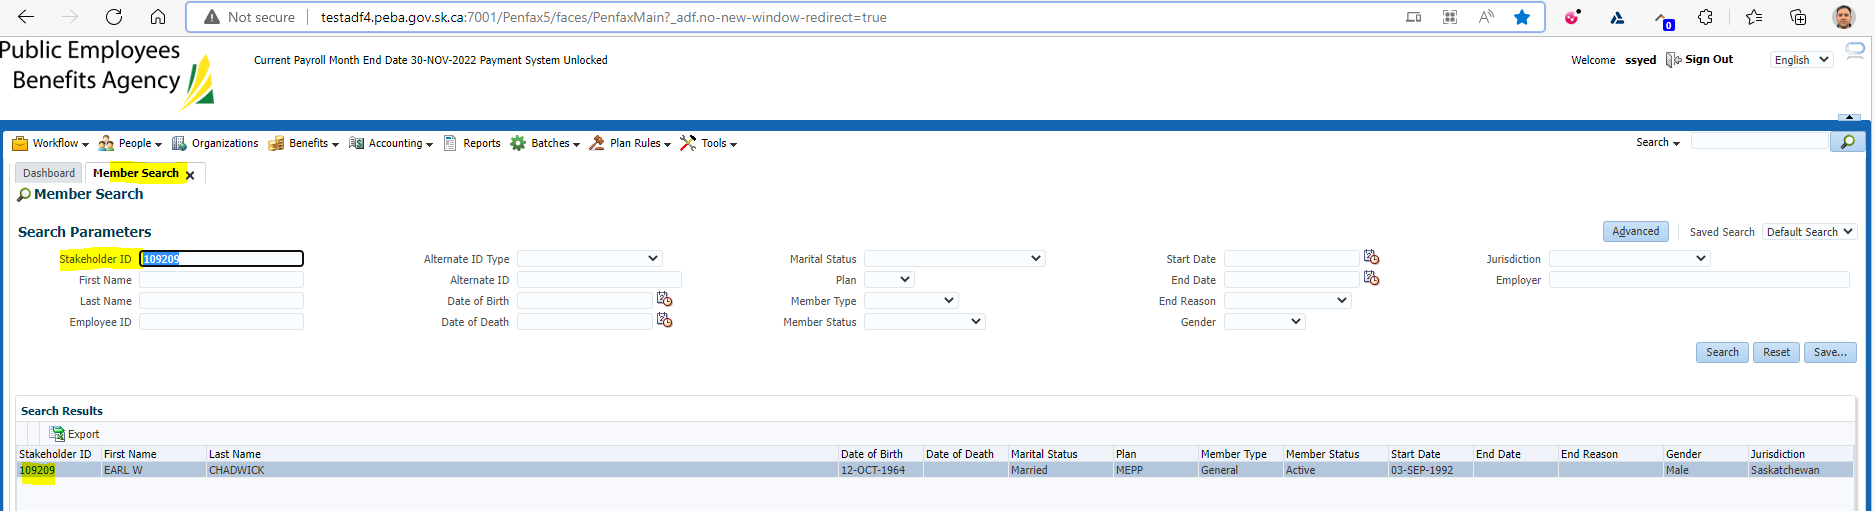 Not secure | testadf4.peba.gov.sk.ca:7001/Penfax5/faces/PenfaxMain?_adf.no-new-window-redirect=true
0
Public Employees
Benefits Agency
Current Payroll Month End Date 30-NOV-2022 Payment System Unlocked
Welcome ssyed Sign Out English
Workflow People Organizations Benefits Accounting Reports Batches Plan Rules Tools Search
Dashboard Member Search
Member Search
Search Parameters Advanced Saved Search Default Search
Stakeholder ID 109209 Alternate ID Type Marital Status Start Date Jurisdiction
First Name Alternate ID Plan End Date Employer
Last Name Date of Birth Member Type End Reason
Employee ID Date of Death Member Status Gender
Search Reset Save...
Search Results
Export
Stakeholder ID First Name Last Name Date of Birth Date of Death Marital Status Plan Member Type Member Status Start Date End Date End Reason Gender Jurisdiction
109209 EARL W CHADWICK 12-OCT-1964 Married MEPP General Active 03-SEP-1992 Male Saskatchewan